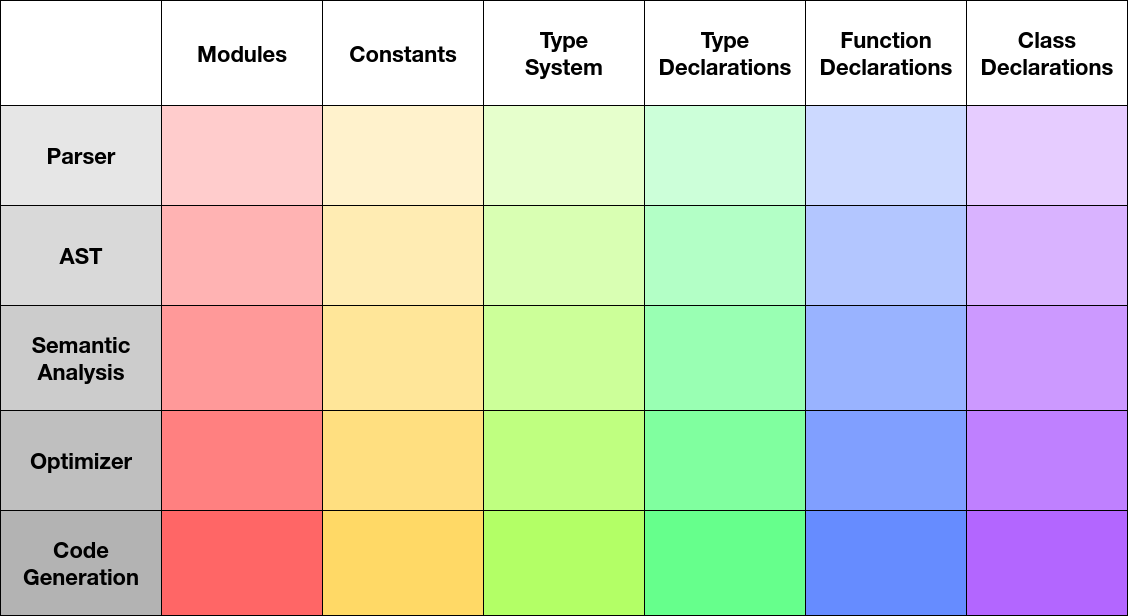 Modules
Constants
Type
System
Type
Declarations
Function
Declarations
Class
Declarations
Parser
AST
Semantic
Analysis
Optimizer
Code
Generation